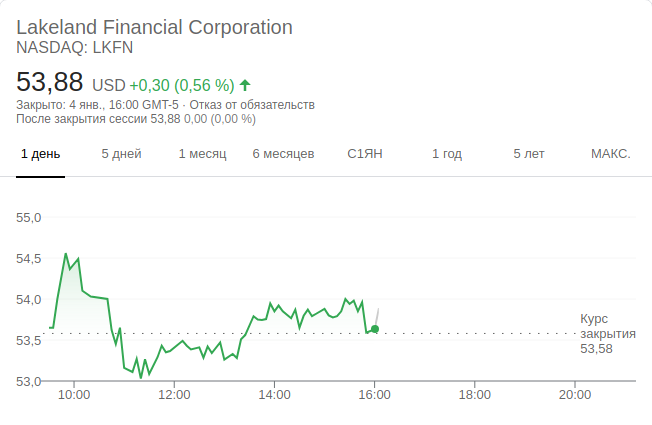 Lakeland Financial Corporation
NASDAQ: LKFN
53,88 USD +0,30 (0,56 %)
Закрыто: 4 янв., 16:00 GMT-5 · Отказ от обязательств
После закрытия сессии 53,88 0,00 (0,00 %)
1 день 5 дней 1 месяц 6 месяцев С1ЯН 1 год 5 лет МАКС.
55,0
54,5
54,0
53,5
53,0
Курс
закрытия
53,58
10:00 12:00 14:00 16:00 18:00 20:00